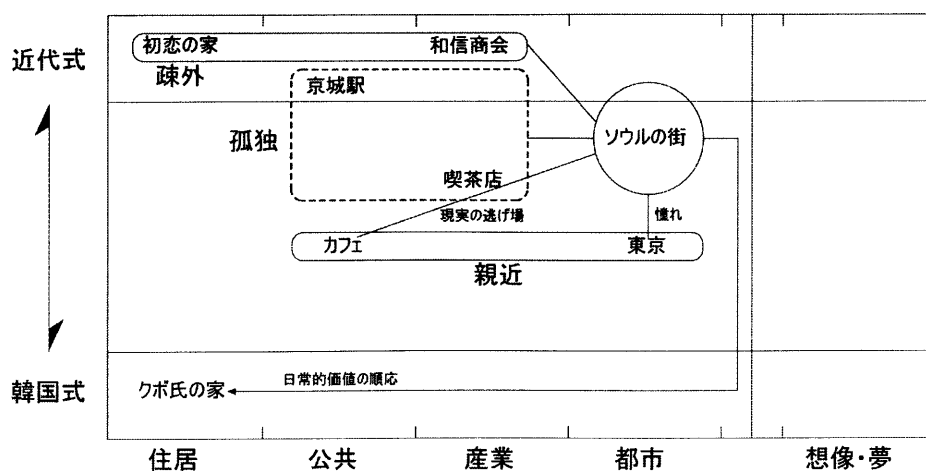 近代式
初恋の家
和信商会
疎外
京城駅
孤独
ソウルの街
喫茶店
現実の逃げ場
憧れ
カフェ
東京
親近
韓国式
クボ氏の家
日常的価値の順応
住居
公共
産業
都市
想像・夢